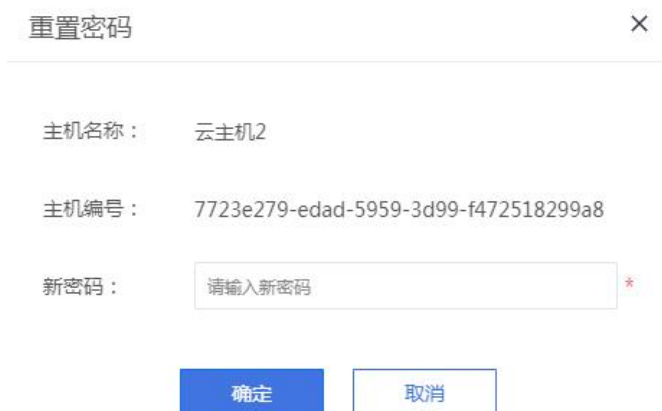 重置密码
主机名称： 云主机2
主机编号： 7723e279-edad-5959-3d99-f472518299a8
新密码： 请输入新密码 *
确定 取消